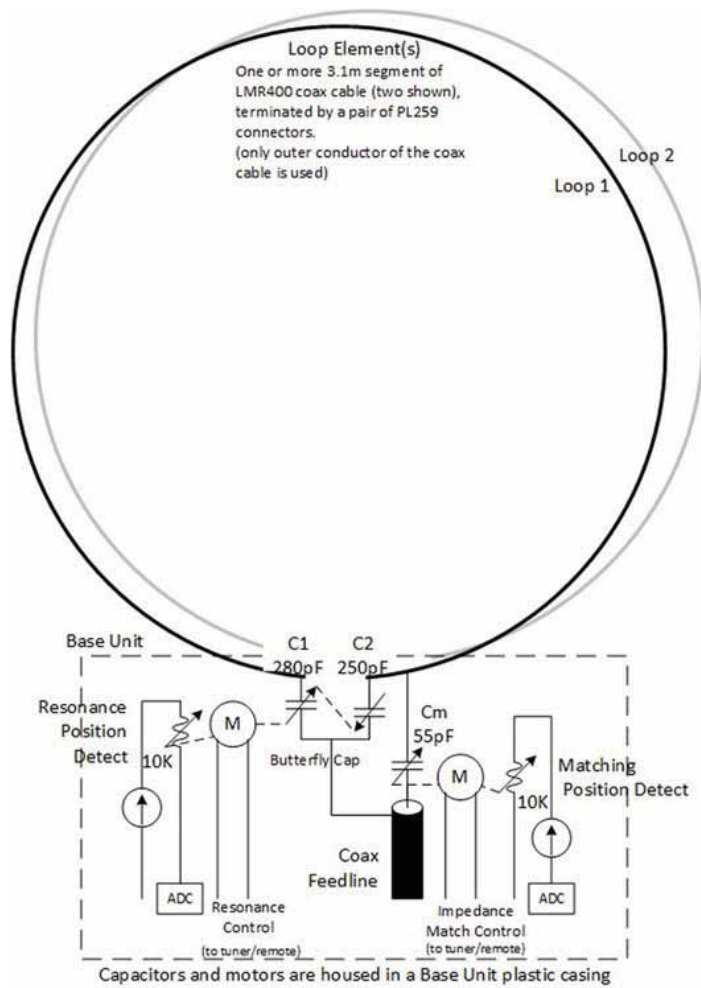 Loop Element(s)
One or more 3.1m segment of
LMR400 coax cable (two shown),
terminated by a pair of PL259
connectors.
(only outer conductor of the coax
cable is used)
Loop 2
Loop 1
Base Unit
C1
280pF
C2
250pF
Resonance
Position
Detect
10K
M
Butterfly Cap
Cm
55pF
M
10K
Matching
Position Detect
ADC
Resonance
Control
(to tuner/remote)
Coax
Feedline
Impedance
Match Control
(to tuner/remote)
ADC
Capacitors and motors are housed in a Base Unit plastic casing